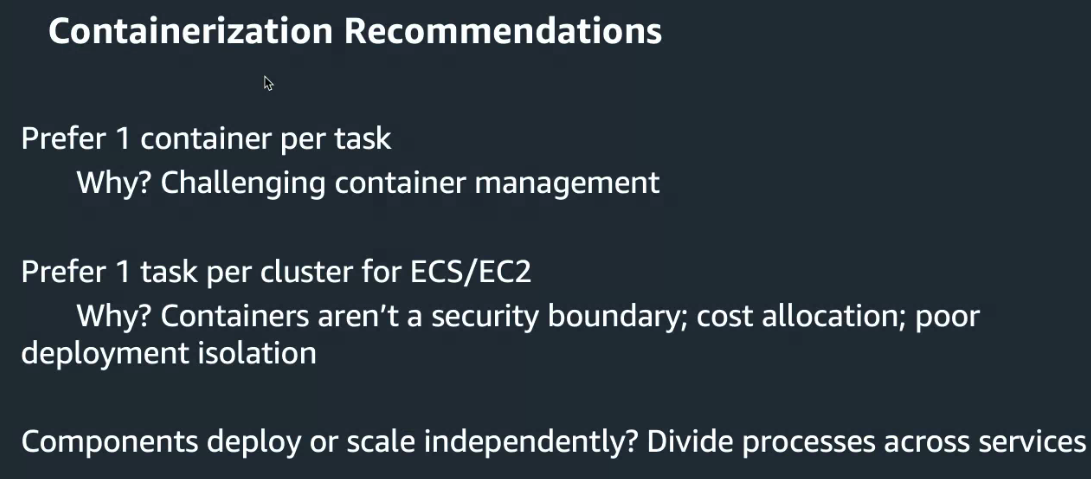 Containerization Recommendations
Prefer 1 container per task
Why? Challenging container management
Prefer 1 task per cluster for ECS/EC2
Why? Containers aren’t a security boundary; cost allocation; poor
deployment isolation
Components deploy or scale independently? Divide processes across services